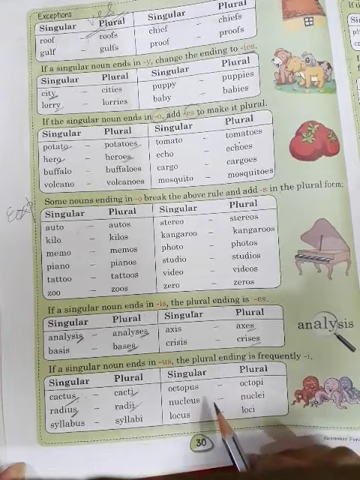 Exceptions
Singular Plural Singular Plural
roof – roofs chief – chiefs
gulf – gulfs proof – proofs
If a singular noun ends in -y, change the ending to -ies.
Singular Plural Singular Plural
city – cities puppy – puppies
lorry – lorries baby – babies
If the singular noun ends in -o, add -es to make it plural.
Singular Plural Singular Plural
potato – potatoes tomato – tomatoes
hero – heroes echo – echoes
buffalo – buffaloes cargo – cargoes
volcano – volcanoes mosquito – mosquitoes
Some nouns ending in -o break the above rule and add -s in the plural form:
Singular Plural Singular Plural
auto – autos stereo – stereos
kilo – kilos kangaroo – kangaroos
memo – memos photo – photos
piano – pianos studio – studios
tattoo – tattoos video – videos
zoo – zoos zero – zeros
If a singular noun ends in -is, the plural ending is -es.
Singular Plural Singular Plural
analysis – analyses axis – axes
basis – bases crisis – crises
analysis
If a singular noun ends in -us, the plural ending is frequently -i,
Singular Plural Singular Plural
cactus – cacti octopus – octopi
radius – radii nucleus – nuclei
syllabus – syllabi locus – loci
30